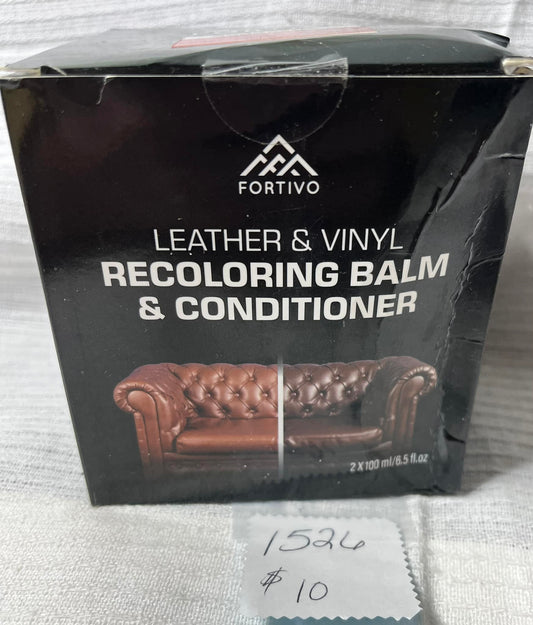 FORTIVO
LEATHER & VINYL
RECOLORING BALM
& CONDITIONER
2 X 100 ml/6.5 fl.oz
1526
$ 10